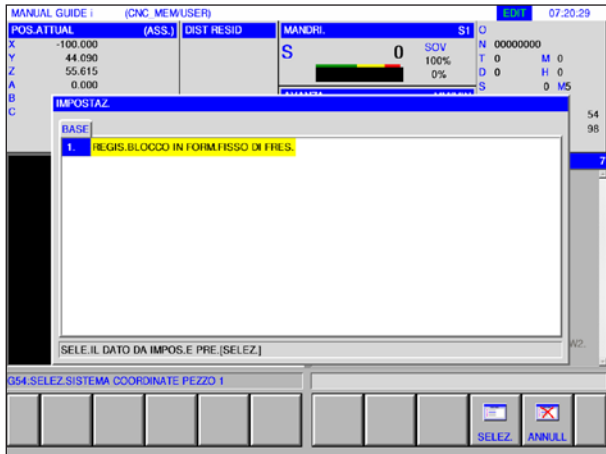 MANUAL GUIDE i (CNC_MEM/USER) EDIT 07:20:29
POS.ATTUAL (ASS.) DIST RESID MANDRI. S1 O
X -100.000 N 00000000
Y 44.090 S 0 SOV T 0 M 0
Z 55.615 100% D 0 H 0
A 0.000 0% S 0 M5
B
C 54
98
IMPOSTAZ.
BASE
1. REGIS.BLOCCO IN FORM.FISSO DI FRES.
7
W2.
SELE.IL DATO DA IMPOS.E PRE.[SELEZ.]
G54:SELEZ.SISTEMA COORDINATE PEZZO 1
SELEZ. ANNULL